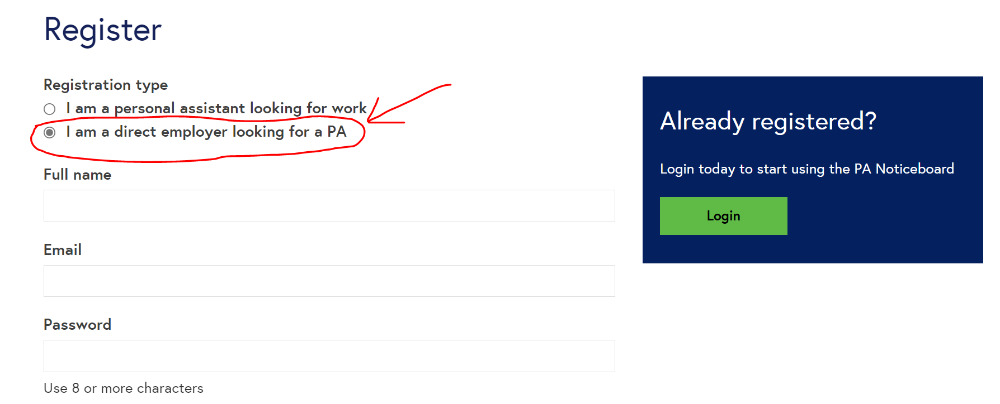 Register
Registration type
I am a personal assistant looking for work
I am a direct employer looking for a PA
Full name
Email
Password
Use 8 or more characters
Already registered?
Login today to start using the PA Noticeboard
Login